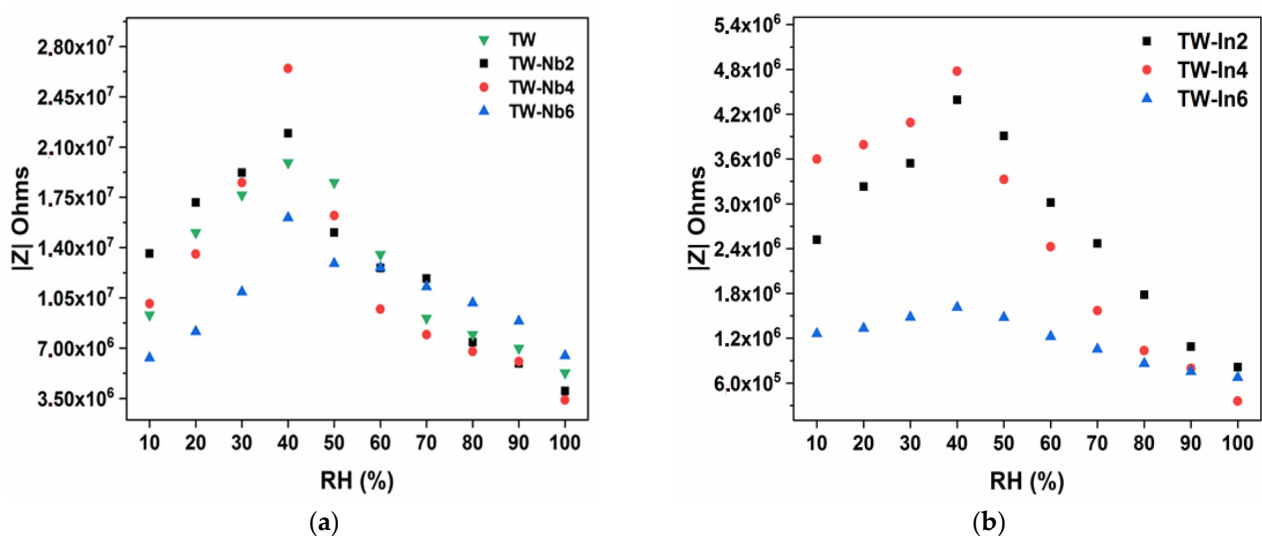 2.80x10⁷
2.45x10⁷
2.10x10⁷
1.75x10⁷
1.40x10⁷
1.05x10⁷
7.00x10⁶
3.50x10⁶
|Z| Ohms
TW
TW-Nb2
TW-Nb4
TW-Nb6
10 20 30 40 50 60 70 80 90 100
RH (%)
(a)
5.4x10⁶
4.8x10⁶
4.2x10⁶
3.6x10⁶
3.0x10⁶
2.4x10⁶
1.8x10⁶
1.2x10⁶
6.0x10⁵
|Z| Ohms
TW-In2
TW-In4
TW-In6
10 20 30 40 50 60 70 80 90 100
RH (%)
(b)